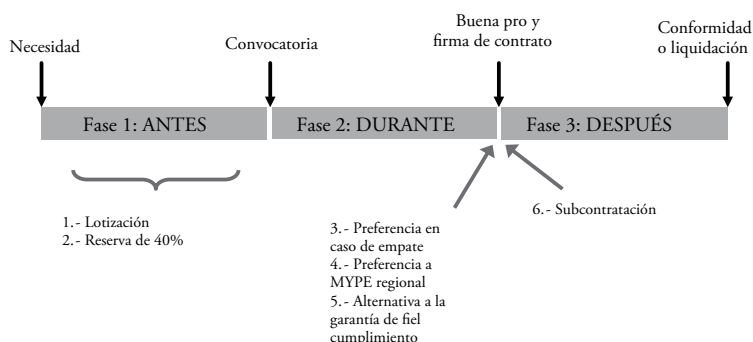 Necesidad
Convocatoria
Buena pro y
firma de contrato
Conformidad
o liquidación
Fase 1: ANTES
Fase 2: DURANTE
Fase 3: DESPUÉS
1.- Lotización
2.- Reserva de 40%
3.- Preferencia en
caso de empate
4.- Preferencia a
MYPE regional
5.- Alternativa a la
garantía de fiel
cumplimiento
6.- Subcontratación